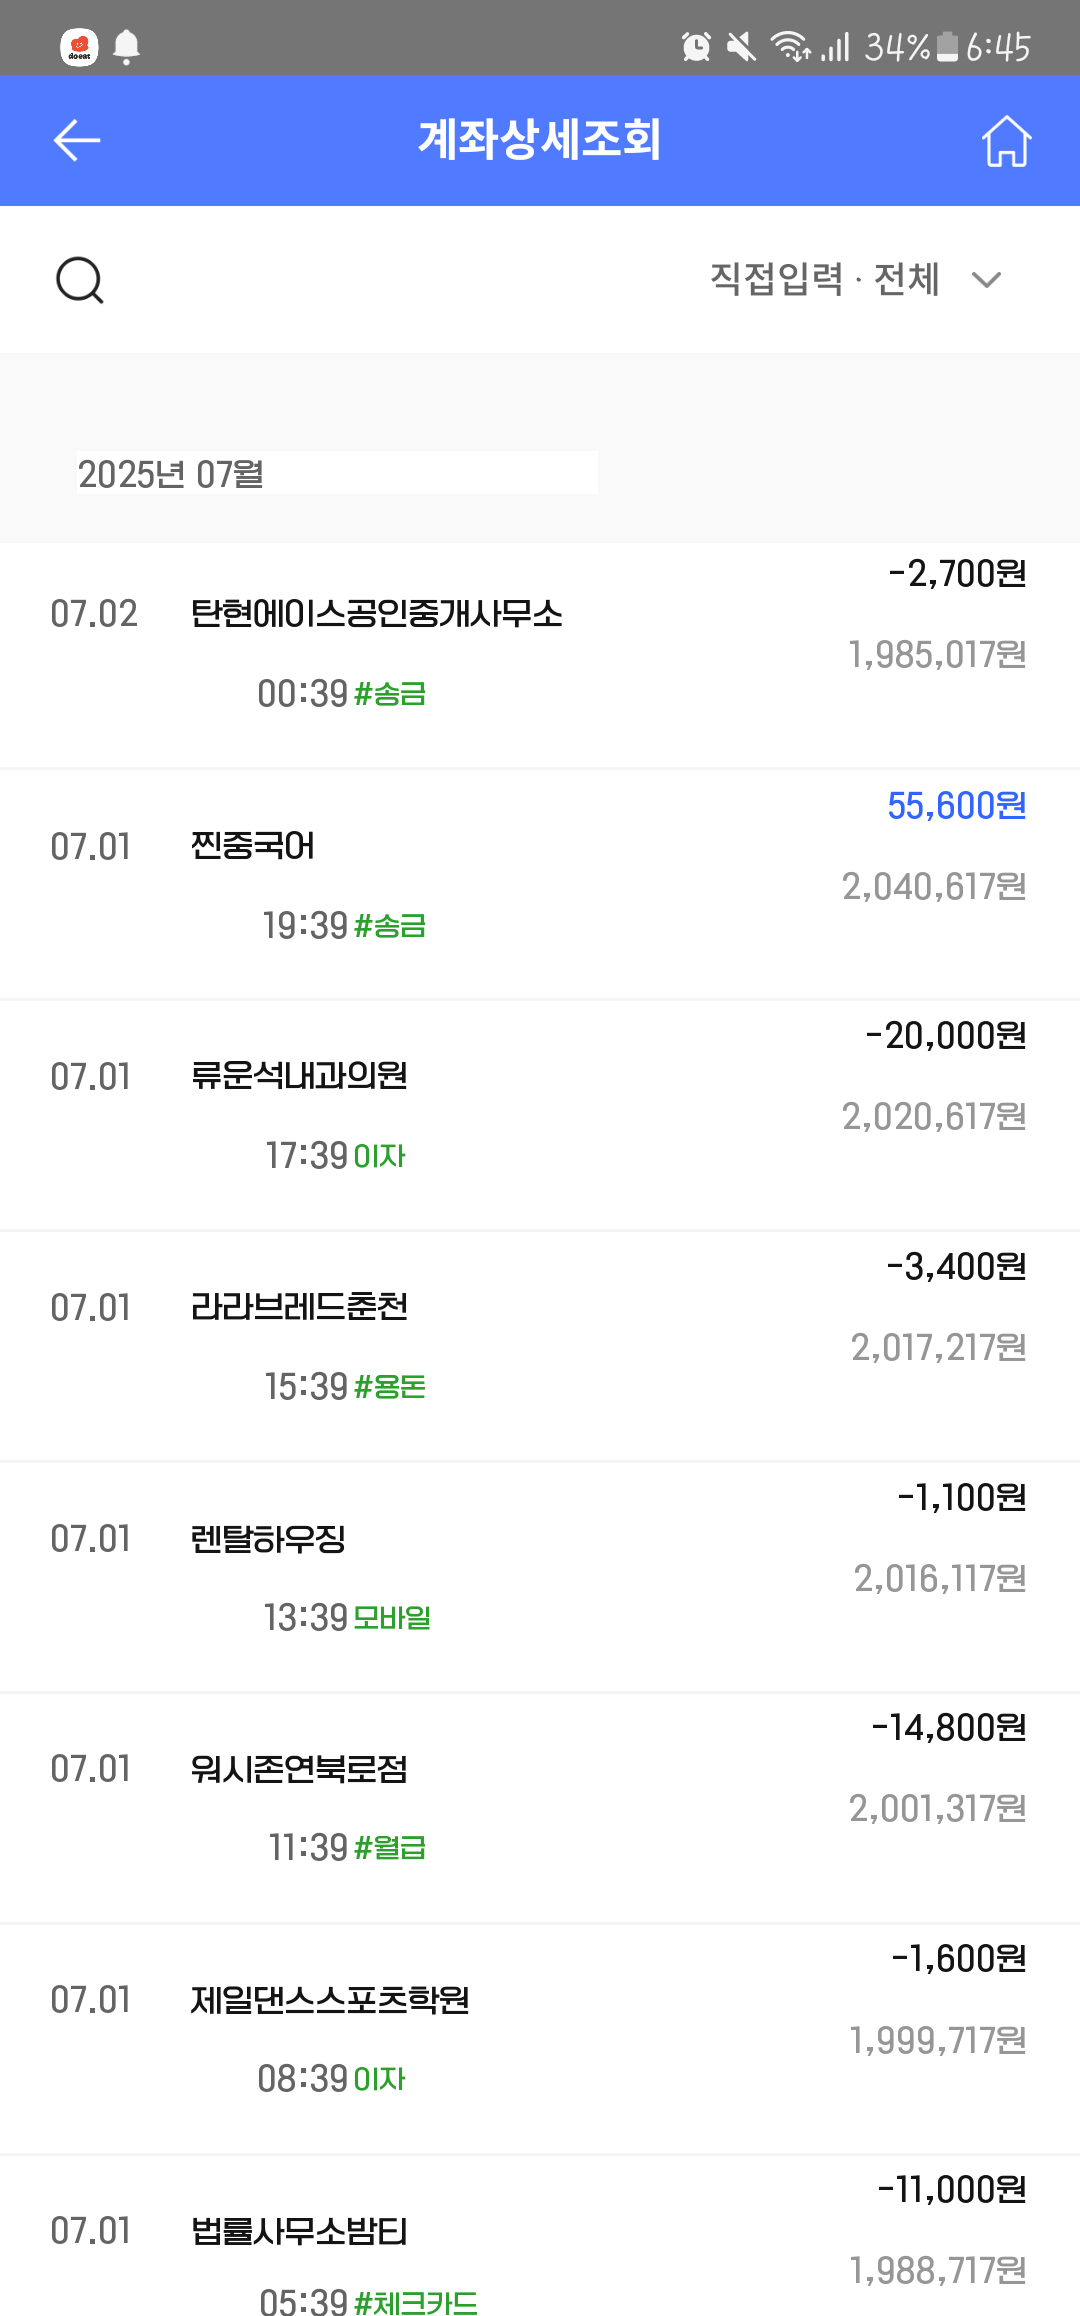 doeat
34% 6:45
계좌상세조회
직접입력 · 전체
2025년 07월
-2,700원
07.02 탄현에이스공인중개사무소
1,985,017원
00:39 #송금
55,600원
07.01 찐중국어
2,040,617원
19:39 #송금
-20,000원
07.01 류운석내과의원
2,020,617원
17:39 이자
-3,400원
07.01 라라브레드춘천
2,017,217원
15:39 #용돈
-1,100원
07.01 렌탈하우징
2,016,117원
13:39 모바일
-14,800원
07.01 워시존연북로점
2,001,317원
11:39 #월급
-1,600원
07.01 제일댄스스포츠학원
1,999,717원
08:39 이자
-11,000원
07.01 법률사무소밤티
1,988,717원
05:39 #체크카드